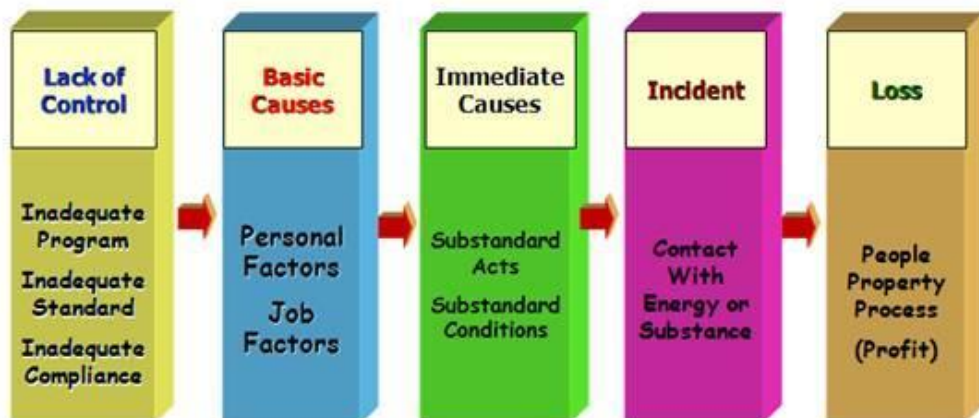 Lack of
Control
Inadequate
Program
Inadequate
Standard
Inadequate
Compliance
Basic
Causes
Personal
Factors
Job
Factors
Immediate
Causes
Substandard
Acts
Substandard
Conditions
Incident
Contact
With
Energy or
Substance
Loss
People
Property
Process
(Profit)